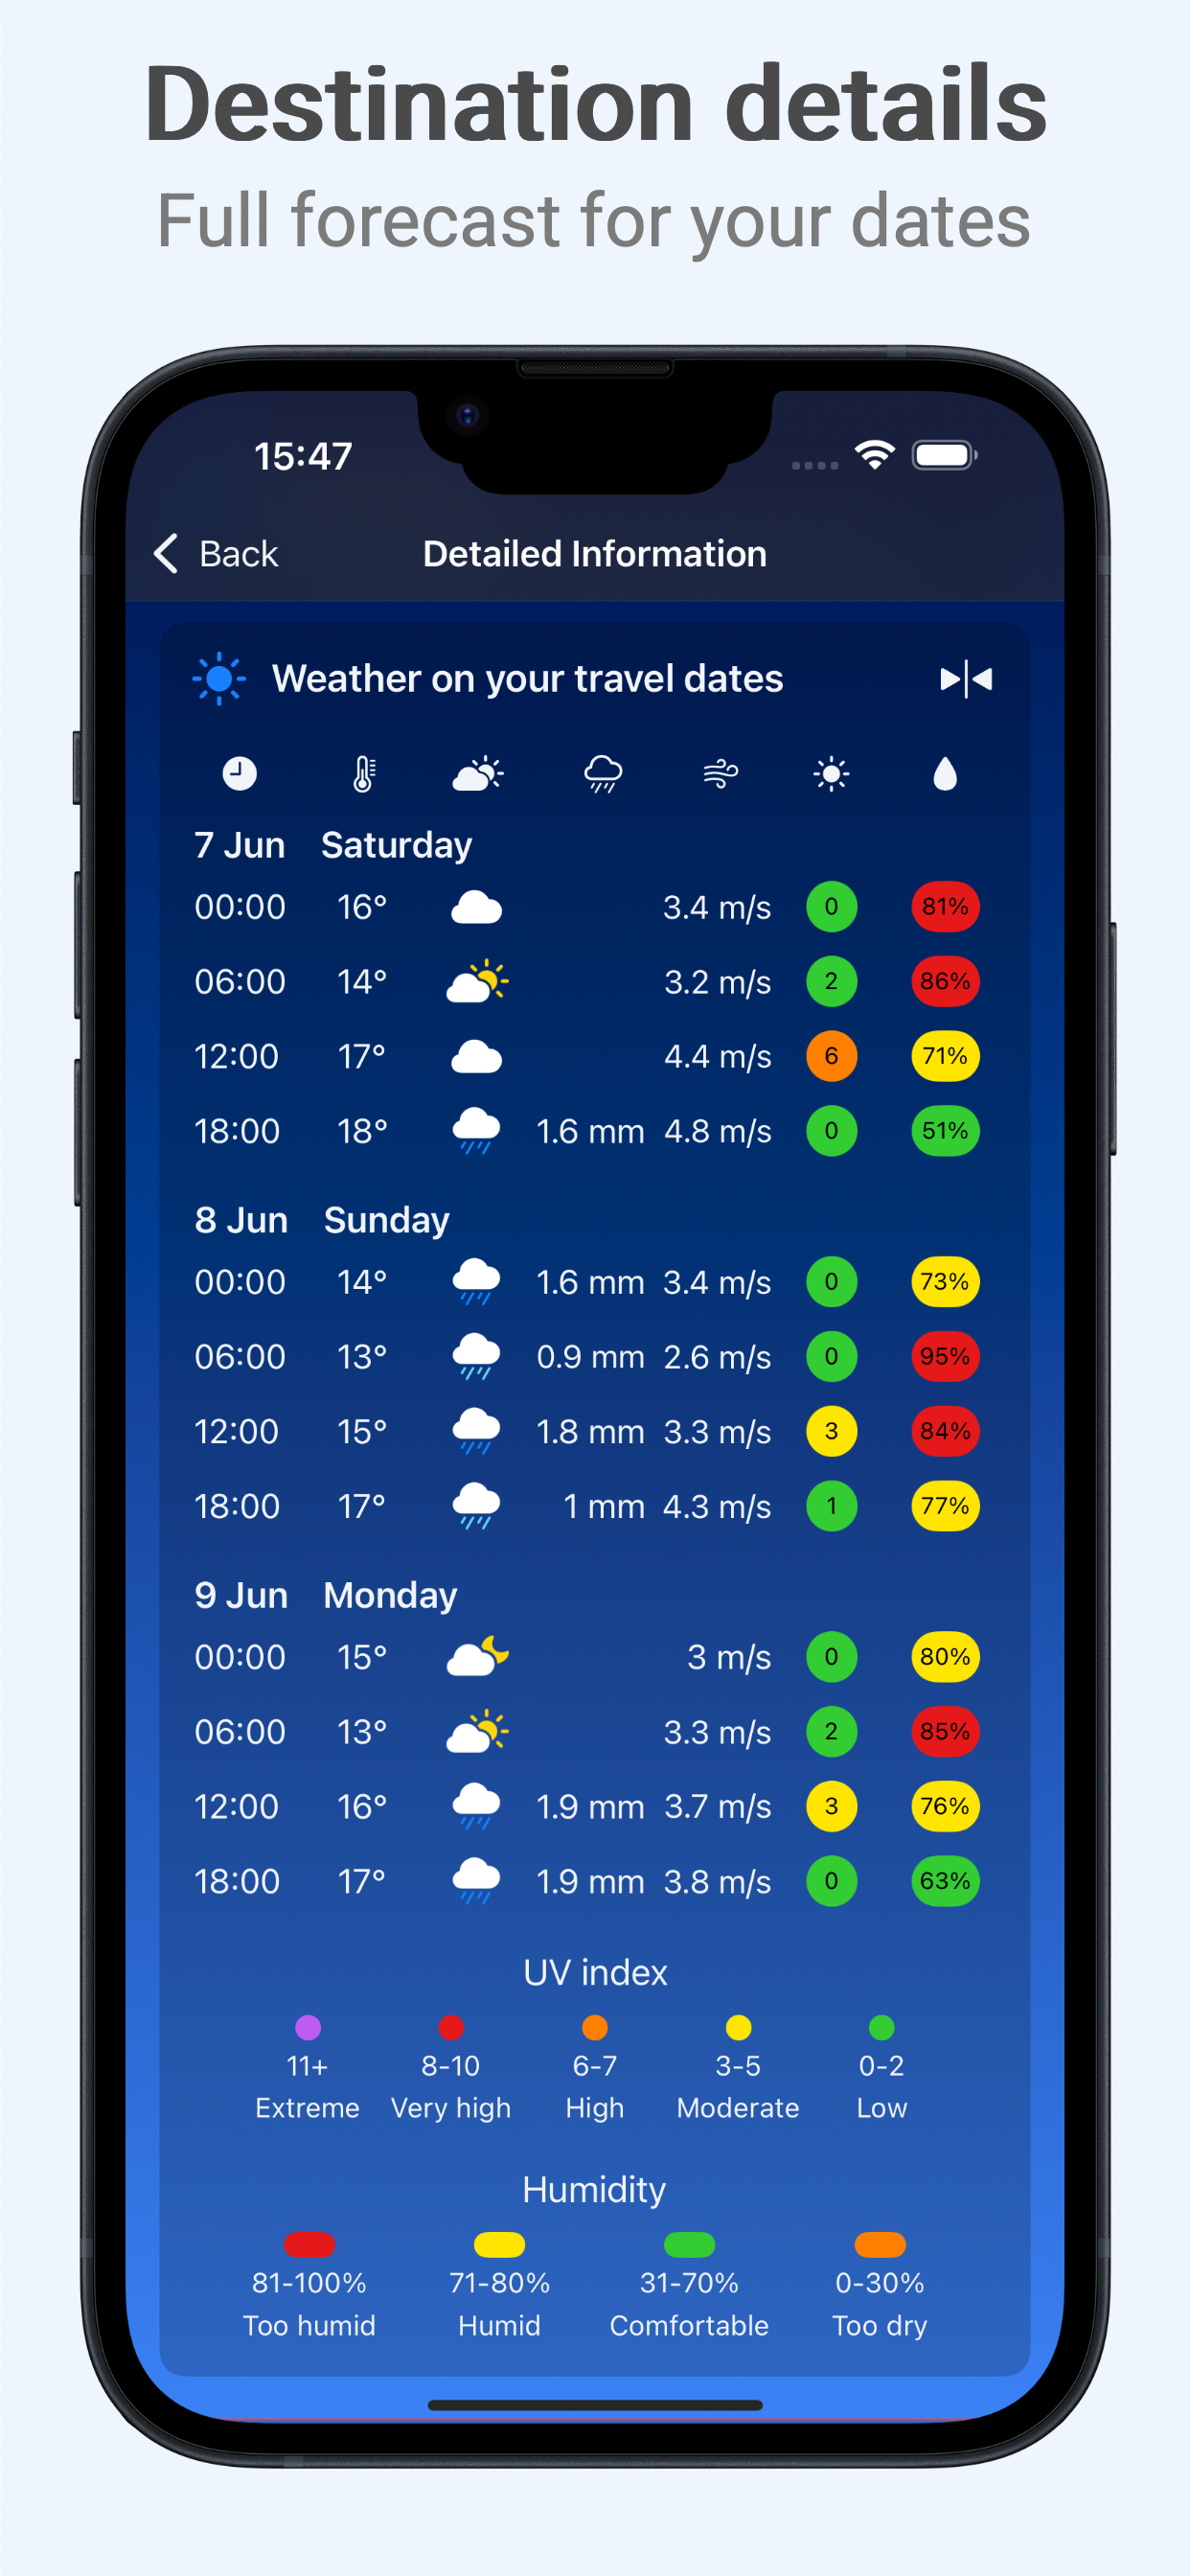 Destination details
Full forecast for your dates
15:47
Back Detailed Information
Weather on your travel dates
7 Jun Saturday
00:00 16° 3.4 m/s 0 81%
06:00 14° 3.2 m/s 2 86%
12:00 17° 4.4 m/s 6 71%
18:00 18° 1.6 mm 4.8 m/s 0 51%
8 Jun Sunday
00:00 14° 1.6 mm 3.4 m/s 0 73%
06:00 13° 0.9 mm 2.6 m/s 0 95%
12:00 15° 1.8 mm 3.3 m/s 3 84%
18:00 17° 1 mm 4.3 m/s 1 77%
9 Jun Monday
00:00 15° 3 m/s 0 80%
06:00 13° 3.3 m/s 2 85%
12:00 16° 1.9 mm 3.7 m/s 3 76%
18:00 17° 1.9 mm 3.8 m/s 0 63%
UV index
11+ 8-10 6-7 3-5 0-2
Extreme Very high High Moderate Low
Humidity
81-100% 71-80% 31-70% 0-30%
Too humid Humid Comfortable Too dry